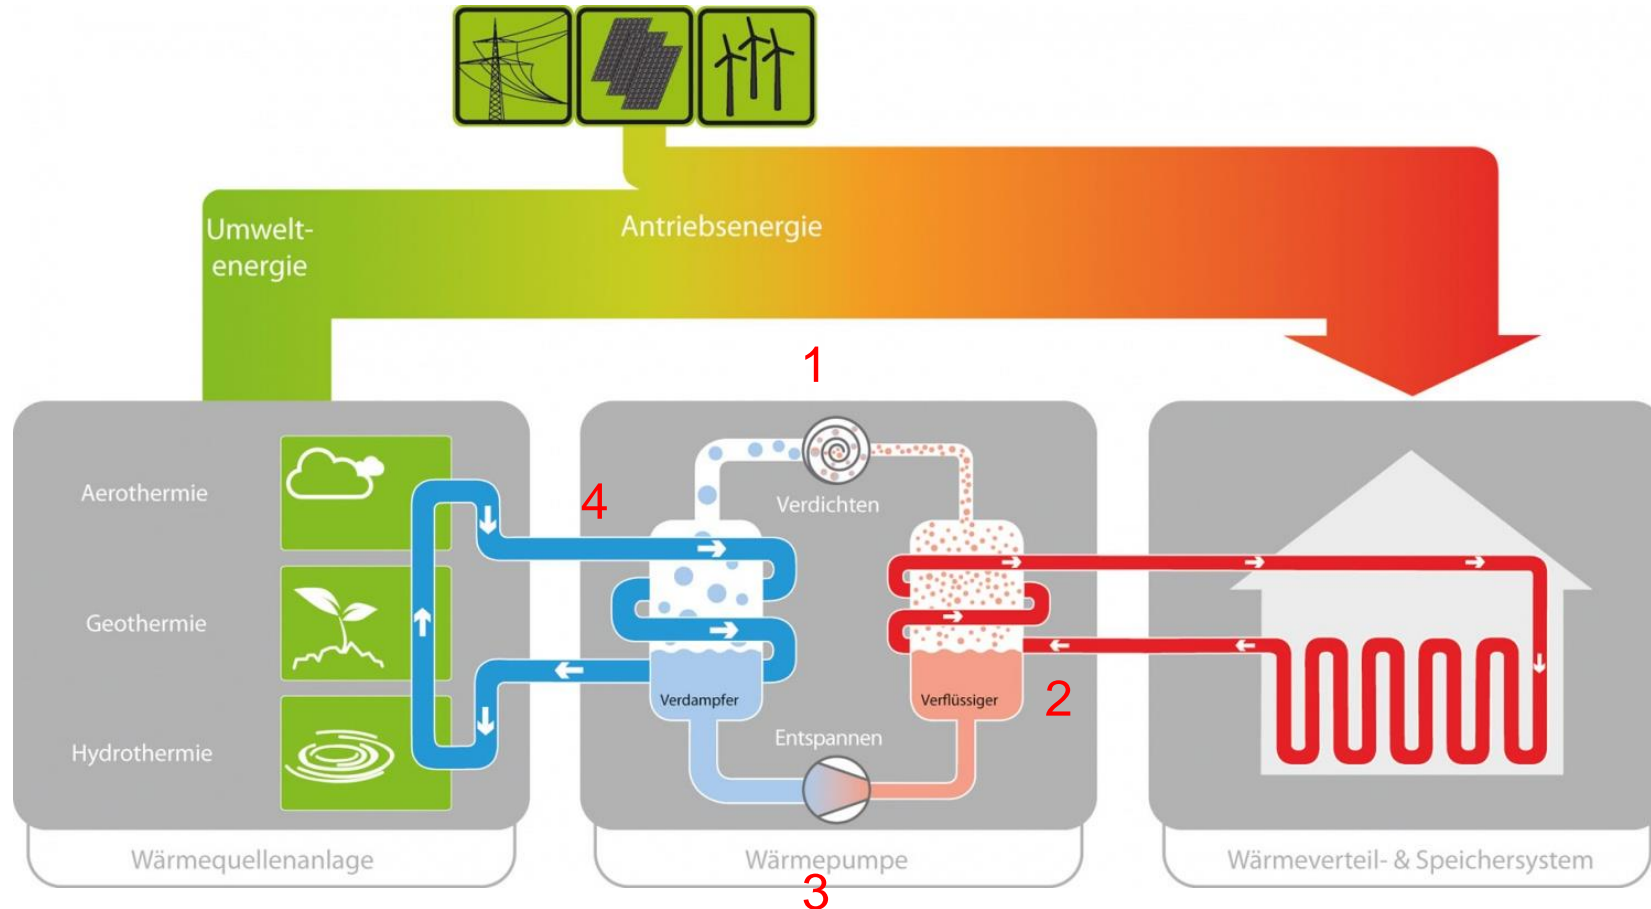 Umwelt-
energie
Antriebsenergie
1
Aerothermie
Geothermie
Hydrothermie
4
Verdichten
Verdampfer
Verflüssiger
2
Entspannen
Wärmequellenanlage
Wärmepumpe
3
Wärmeverteil- & Speichersystem